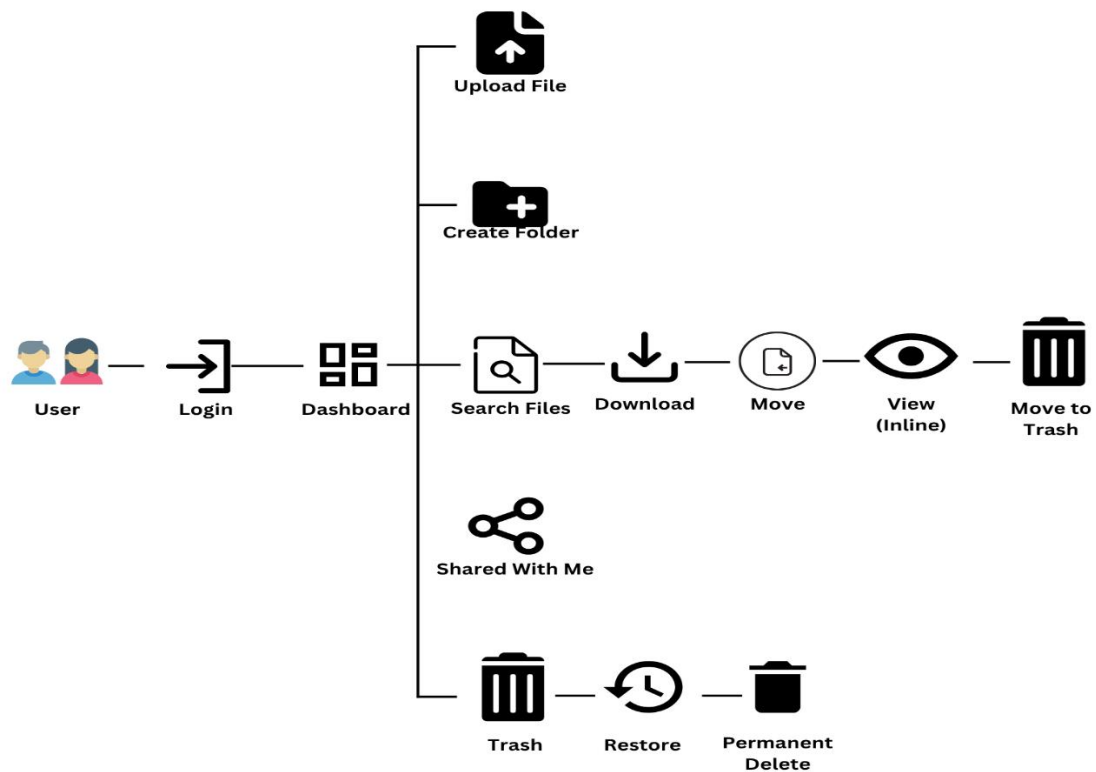 Upload File
Create Folder
User
Login
Dashboard
Search Files
Download
Move
View
(Inline)
Move to
Trash
Shared With Me
Trash
Restore
Permanent
Delete